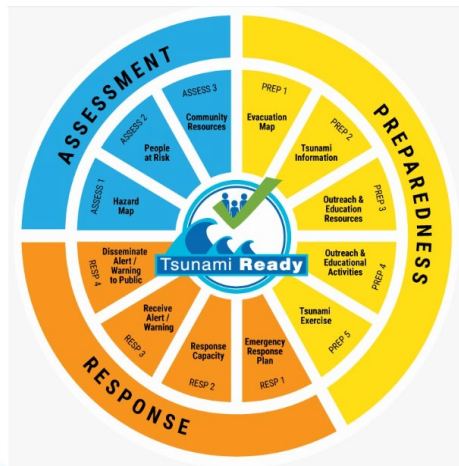 ASSESSMENT
ASSESS 1
Hazard
Map
ASSESS 2
People
at Risk
ASSESS 3
Community
Resources
PREPAREDNESS
PREP 1
Evacuation
Map
PREP 2
Tsunami
Information
PREP 3
Outreach &
Education
Resources
PREP 4
Outreach &
Educational
Activities
PREP 5
Tsunami
Exercise
RESPONSE
RESP 1
Emergency
Response
Plan
RESP 2
Response
Capacity
RESP 3
Receive
Alert /
Warning
RESP 4
Disseminate
Alert /
Warning
to Public
Tsunami Ready